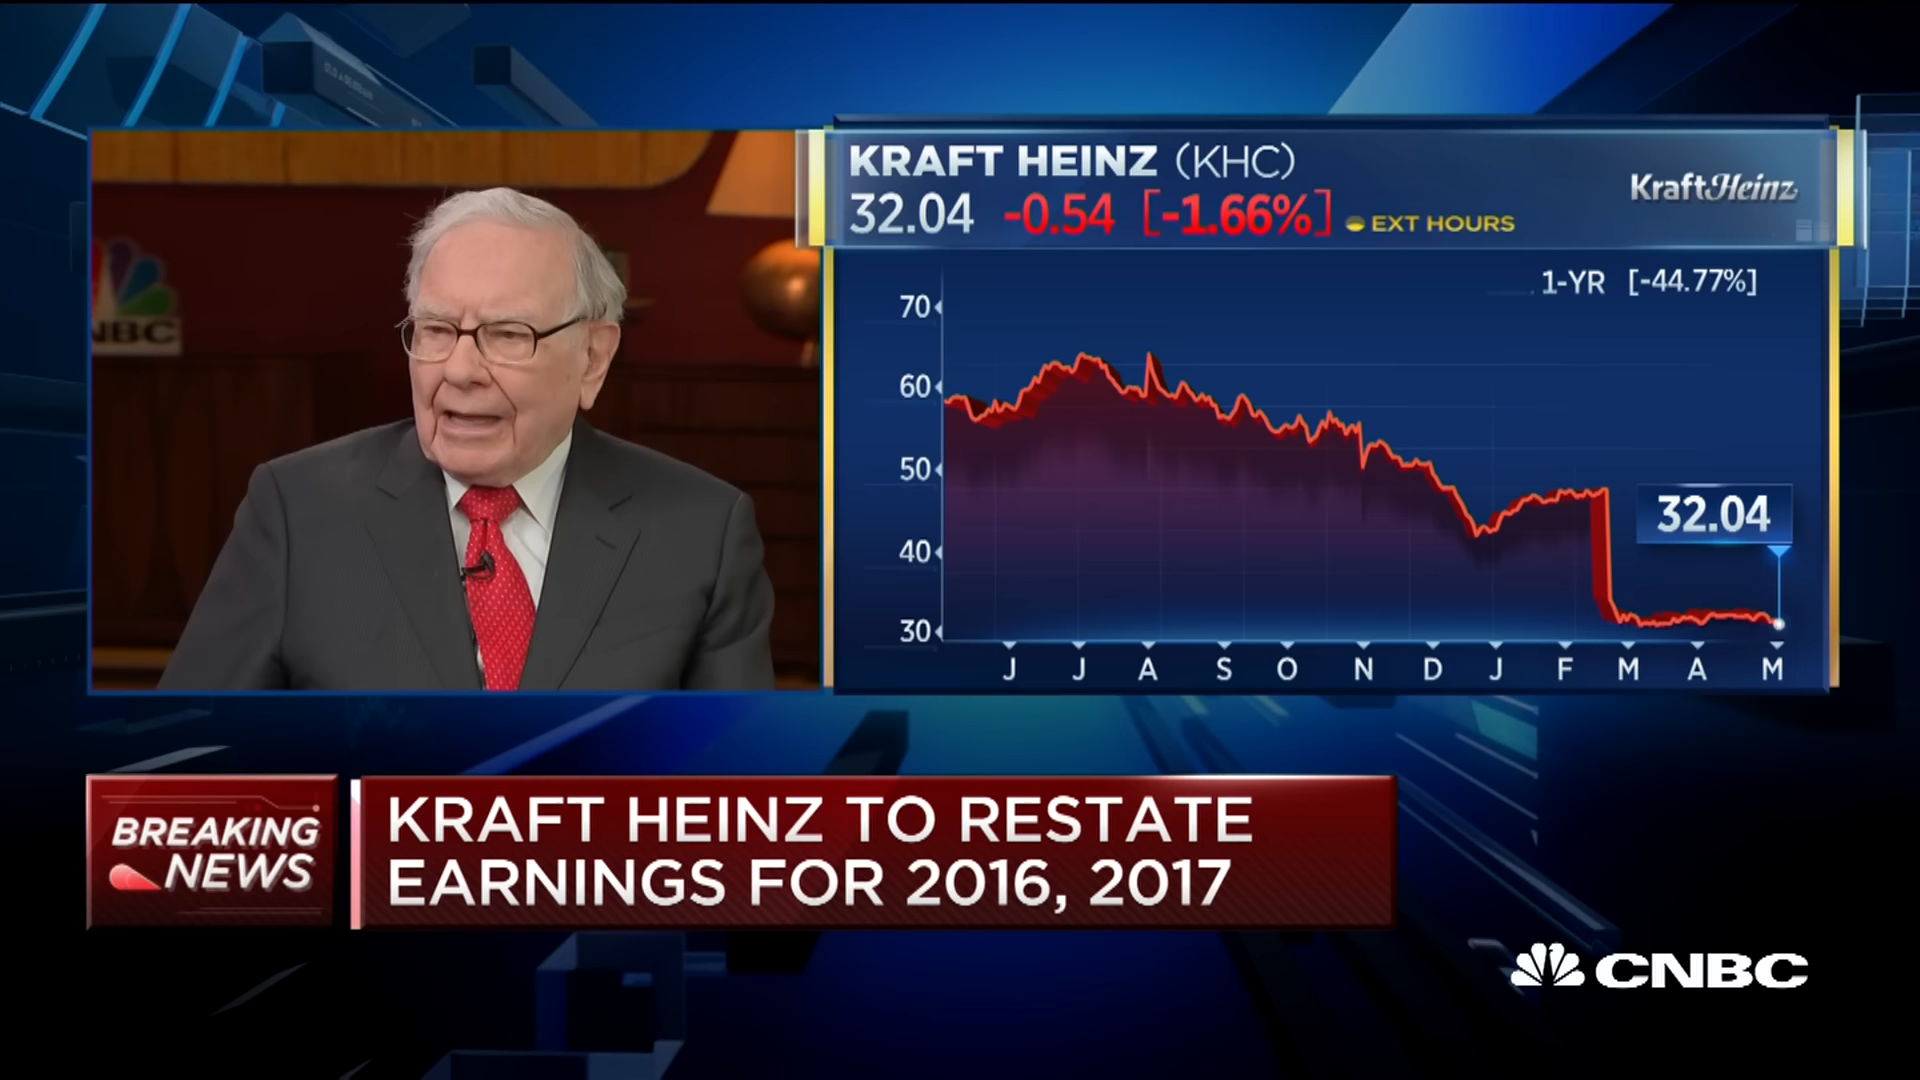 KRAFT HEINZ (KHC)
32.04 -0.54 [-1.66%] EXT HOURS
KraftHeinz
1-YR [-44.77%]
70
60
50
40
30
32.04
J J A S O N D J F M A M
NBC
BREAKING
NEWS
KRAFT HEINZ TO RESTATE
EARNINGS FOR 2016, 2017
CNBC